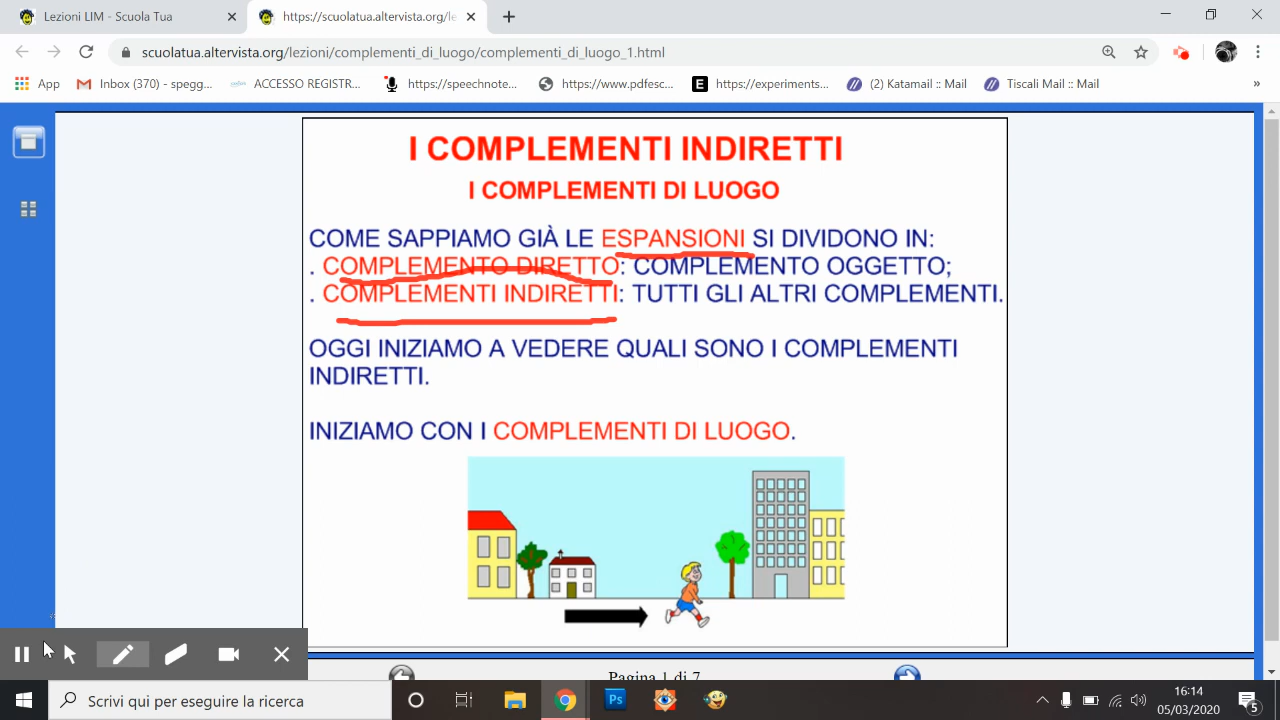 Lezioni LIM - Scuola Tua
https://scuolatua.altervista.org/le
scuolatua.altervista.org/lezioni/complementi_di_luogo/complementi_di_luogo_1.html
App
Inbox (370) - spegg...
ACCESSO REGISTR...
https://speechnote...
https://www.pdfesc...
E
https://experiments...
(2) Katamail :: Mail
Tiscali Mail :: Mail
»
I COMPLEMENTI INDIRETTI
I COMPLEMENTI DI LUOGO
COME SAPPIAMO GIÀ LE ESPANSIONI SI DIVIDONO IN:
. COMPLEMENTO DIRETTO: COMPLEMENTO OGGETTO;
. COMPLEMENTI INDIRETTI: TUTTI GLI ALTRI COMPLEMENTI.
OGGI INIZIAMO A VEDERE QUALI SONO I COMPLEMENTI
INDIRETTI.
INIZIAMO CON I COMPLEMENTI DI LUOGO.
Pagina 1 di 7
Scrivi qui per eseguire la ricerca
Ps
16:14
05/03/2020
5